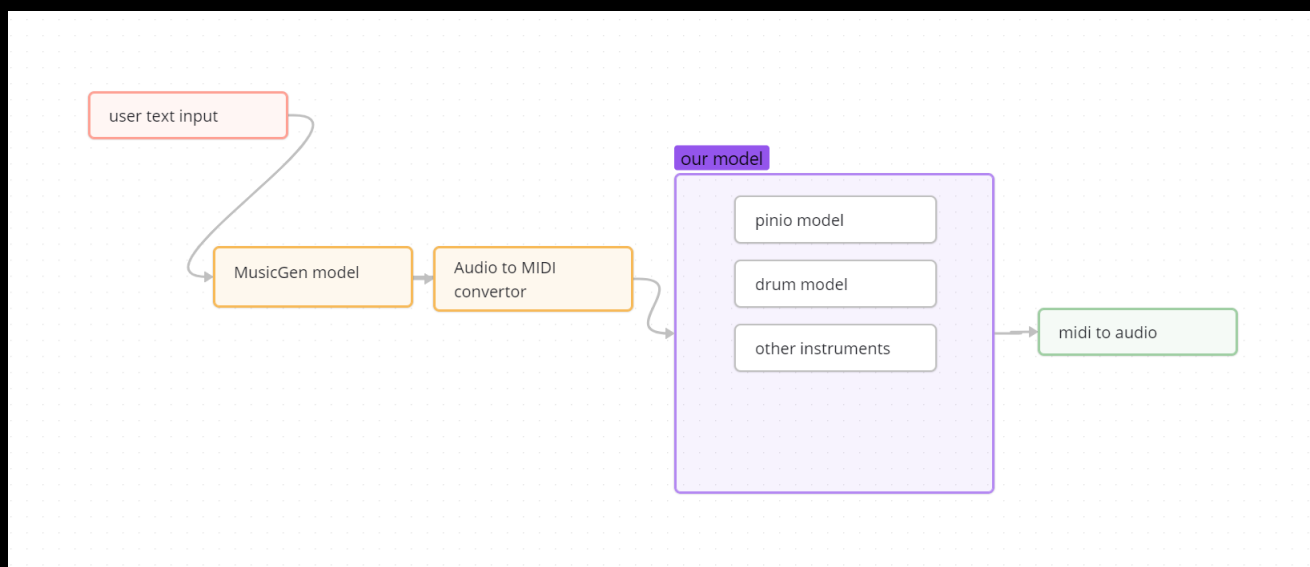 user text input
our model
pinio model
MusicGen model
Audio to MIDI
convertor
drum model
other instruments
midi to audio